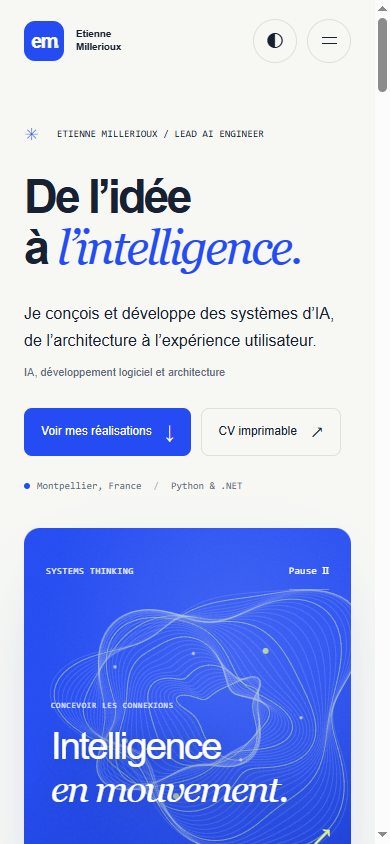 em
Etienne
Millerioux
ETIENNE MILLERIOUX / LEAD AI ENGINEER
De l’idée
à l’intelligence.
Je conçois et développe des systèmes d’IA,
de l’architecture à l’expérience utilisateur.
IA, développement logiciel et architecture
Voir mes réalisations ↓
CV imprimable ↗
Montpellier, France / Python & .NET
SYSTEMS THINKING
Pause II
CONCEVOIR LES CONNEXIONS
Intelligence
en mouvement.